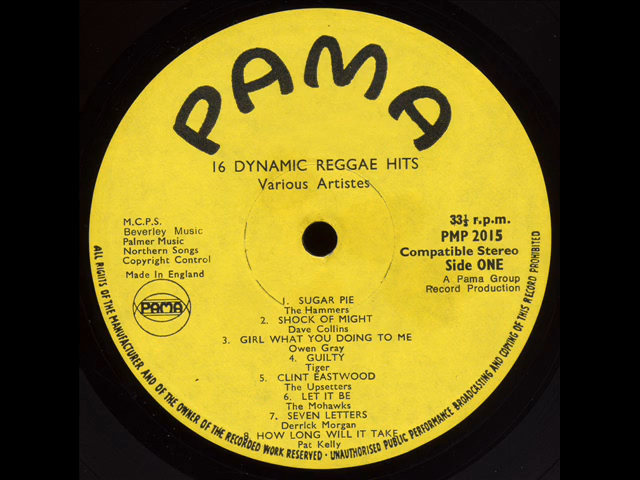 PAMA
16 DYNAMIC REGGAE HITS
Various Artistes
M.C.P.S.
Beverley Music
Palmer Music
Northern Songs
Copyright Control
Made in England
PAMA
33⅓ r.p.m.
PMP 2015
Compatible Stereo
Side ONE
A Pama Group
Record Production
1. SUGAR PIE
The Hammers
2. SHOCK OF MIGHT
Dave Collins
3. GIRL WHAT YOU DOING TO ME
Owen Gray
4. GUILTY
Tiger
5. CLINT EASTWOOD
The Upsetters
6. LET IT BE
The Mohawks
7. SEVEN LETTERS
Derrick Morgan
8. HOW LONG WILL IT TAKE
Pat Kelly
ALL RIGHTS OF THE MANUFACTURER AND OF THE OWNER OF THE RECORDED WORK RESERVED · UNAUTHORISED PUBLIC PERFORMANCE BROADCASTING AND COPYING OF THIS RECORD PROHIBITED